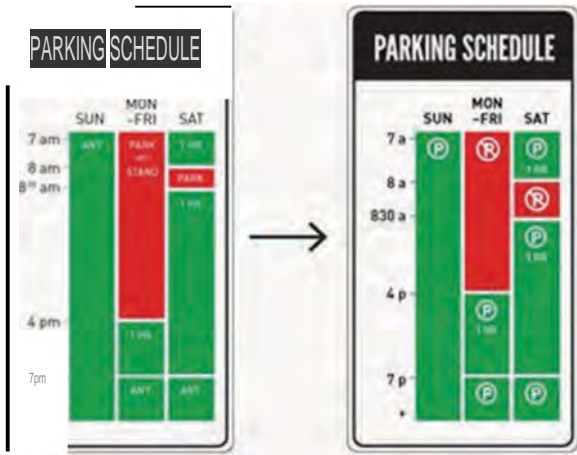 PARKING SCHEDULE
SUN MON -FRI SAT
7 am ANY PARK 1 HR
STAND
8 am PARK
8³⁰ am 1 HR
4 pm 1 HR
7pm ANY ANY
PARKING SCHEDULE
SUN MON -FRI SAT
7 a P P P
1 HR
8 a P
830 a P
1 HR
4 p P
1 HR
7 p P P
+